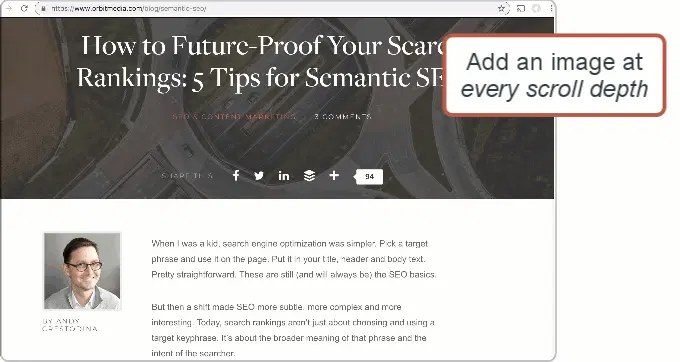 https://www.orbitmedia.com/blog/semantic-seo/
How to Future-Proof Your Searc
Rankings: 5 Tips for Semantic SE
Add an image at
every scroll depth
SEO & CONTENT MARKETING 3 COMMENTS
SHARE THIS 94
When I was a kid, search engine optimization was simpler. Pick a target
phrase and use it on the page. Put it in your title, header and body text.
Pretty straightforward. These are still (and will always be) the SEO basics.
BY ANDY
CRESTODINA
But then a shift made SEO more subtle, more complex and more
interesting. Today, search rankings aren't just about choosing and using a
target keyphrase. It's about the broader meaning of that phrase and the
intent of the searcher.